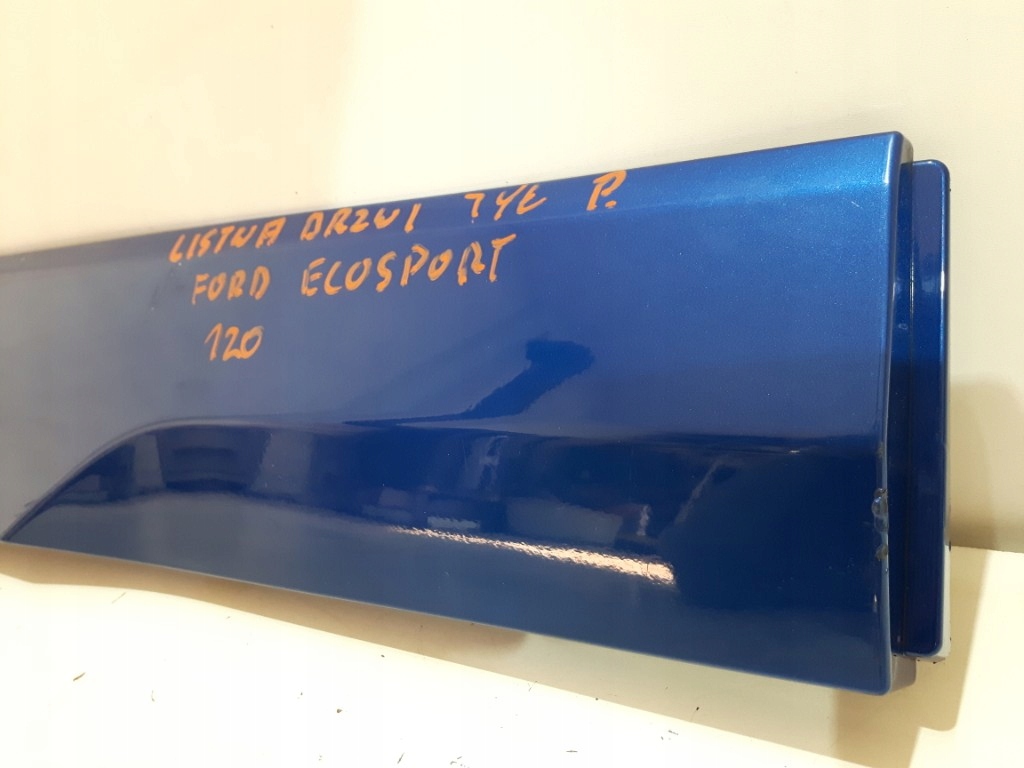 LISTWA DRZWI TYŁ P.
FORD ECOSPORT
120